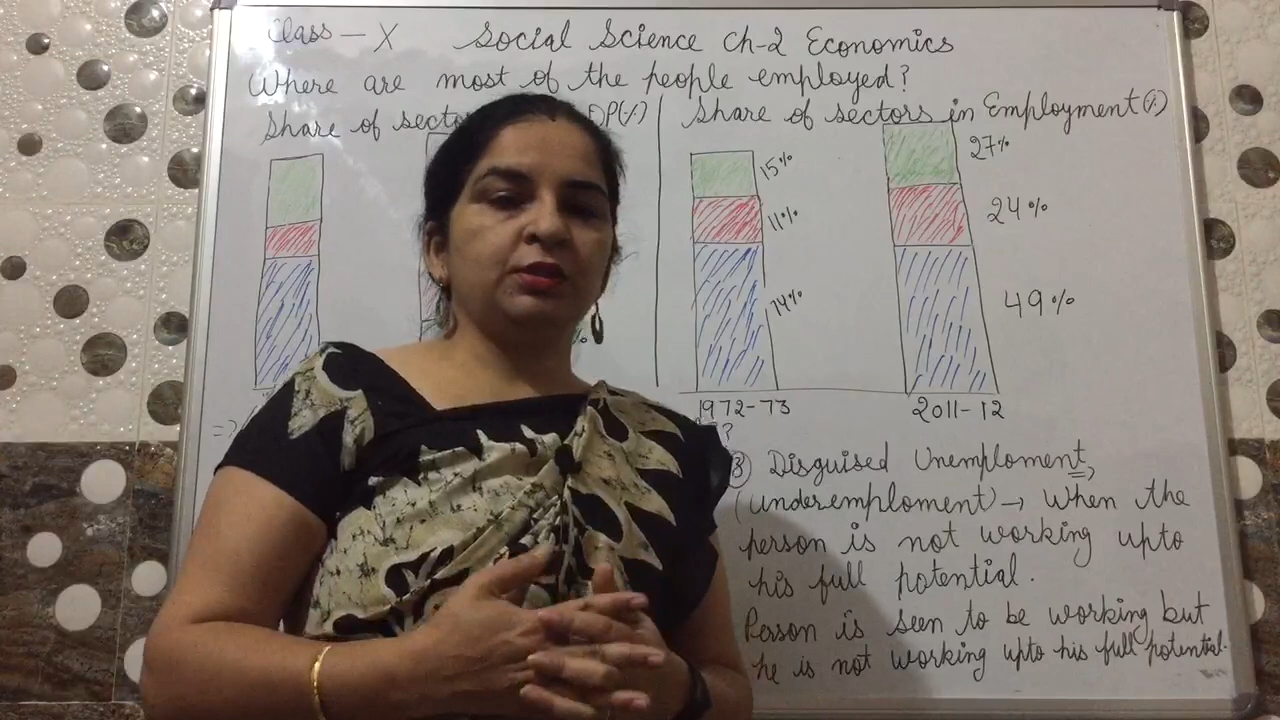 Class - X Social Science Ch-2 Economics
Where are most of the people employed?
Share of sector DP(%)
Share of sectors in Employment (%)
15%
11%
74%
1972-73
27%
24%
49%
2011-12
③ Disguised Unemploment,
(Underemploment) → When the
person is not working upto
his full potential.
Person is seen to be working but
he is not working upto his full potential.